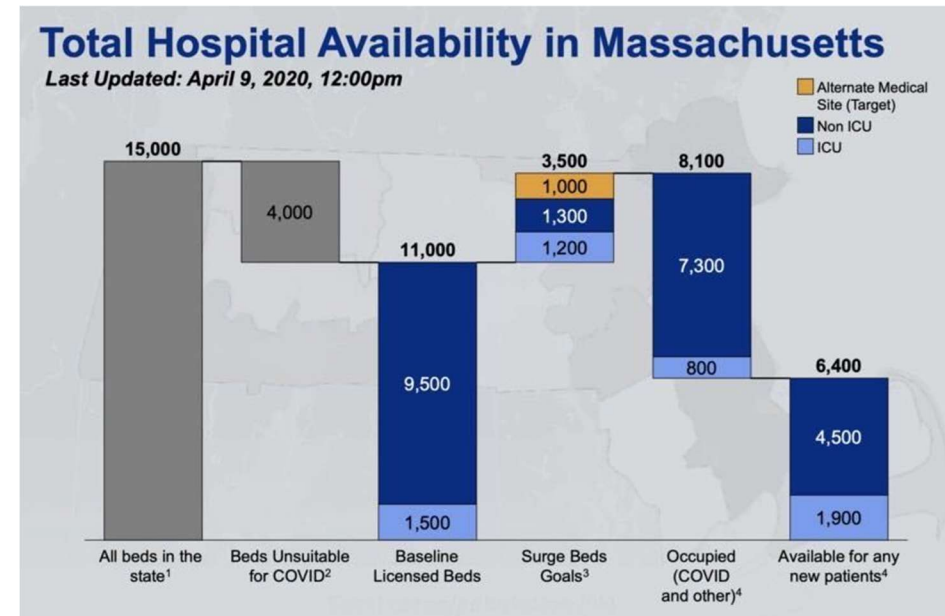 Total Hospital Availability in Massachusetts
Last Updated: April 9, 2020, 12:00pm
Alternate Medical
Site (Target)
Non ICU
ICU
15,000
4,000
11,000
9,500
1,500
3,500
1,000
1,300
1,200
8,100
7,300
800
6,400
4,500
1,900
All beds in the
state¹
Beds Unsuitable
for COVID²
Baseline
Licensed Beds
Surge Beds
Goals³
Occupied
(COVID
and other)⁴
Available for any
new patients⁴